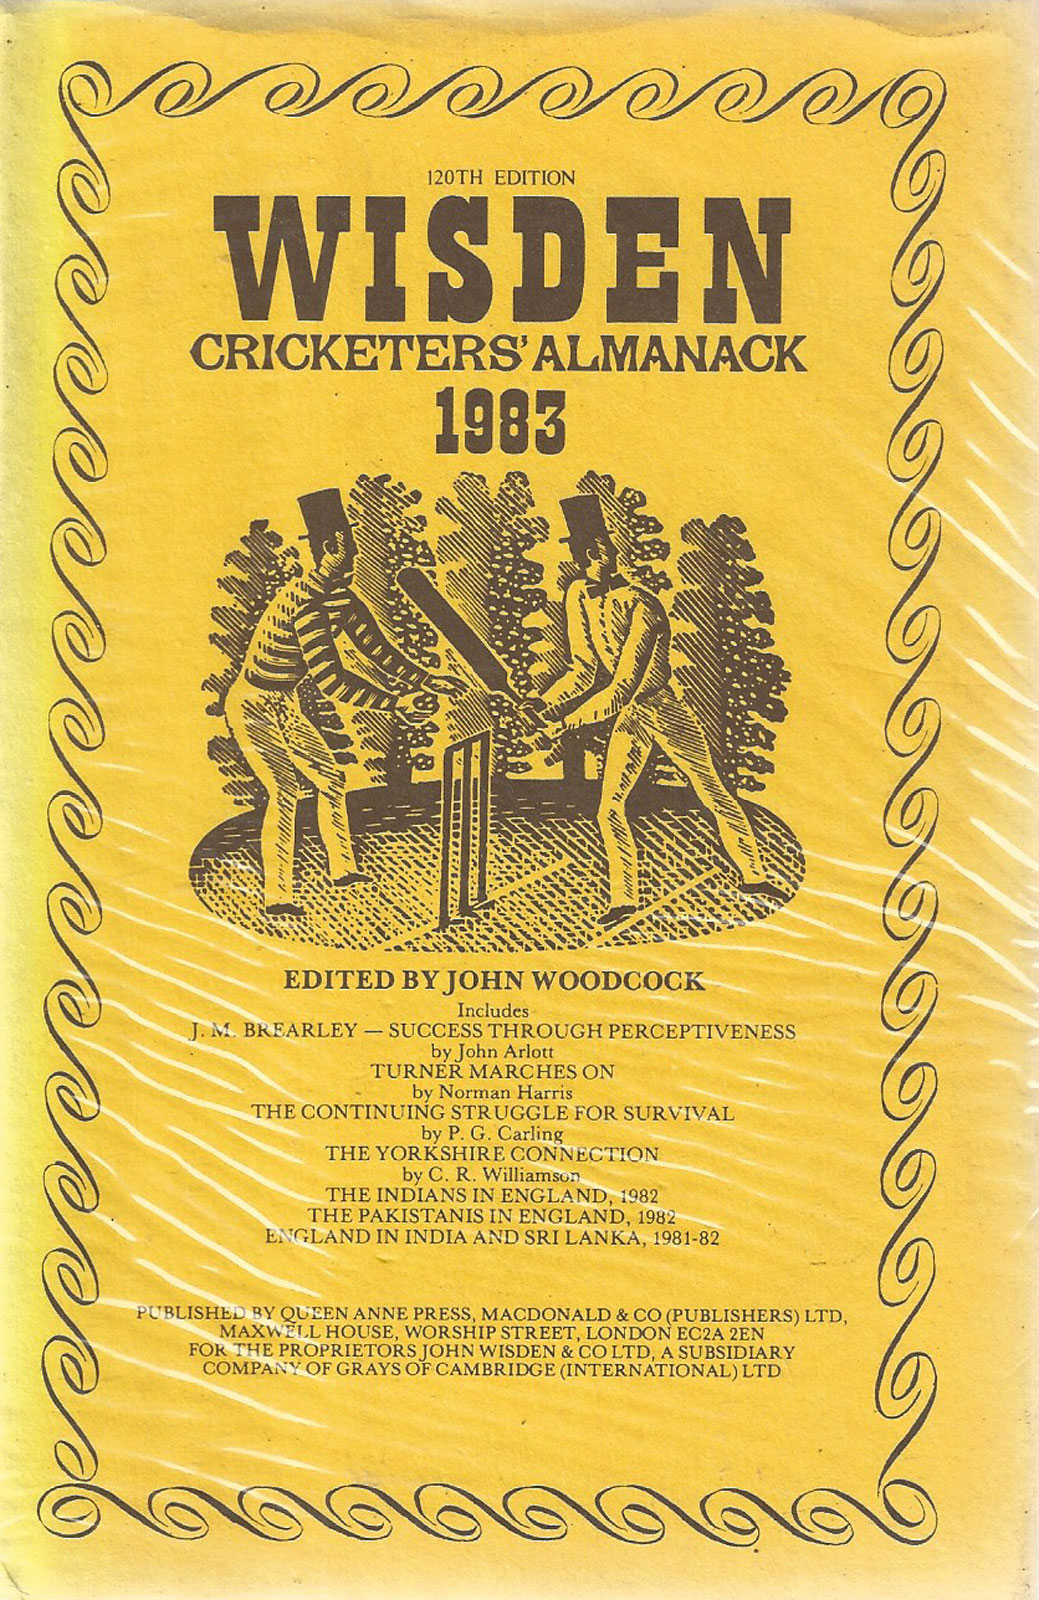 120TH EDITION
WISDEN
CRICKETERS' ALMANACK
1983
EDITED BY JOHN WOODCOCK
Includes
J. M. BREARLEY — SUCCESS THROUGH PERCEPTIVENESS
by John Arlott
TURNER MARCHES ON
by Norman Harris
THE CONTINUING STRUGGLE FOR SURVIVAL
by P. G. Carling
THE YORKSHIRE CONNECTION
by C. R. Williamson
THE INDIANS IN ENGLAND, 1982
THE PAKISTANIS IN ENGLAND, 1982
ENGLAND IN INDIA AND SRI LANKA, 1981-82
PUBLISHED BY QUEEN ANNE PRESS, MACDONALD & CO (PUBLISHERS) LTD,
MAXWELL HOUSE, WORSHIP STREET, LONDON EC2A 2EN
FOR THE PROPRIETORS JOHN WISDEN & CO LTD, A SUBSIDIARY
COMPANY OF GRAYS OF CAMBRIDGE (INTERNATIONAL) LTD